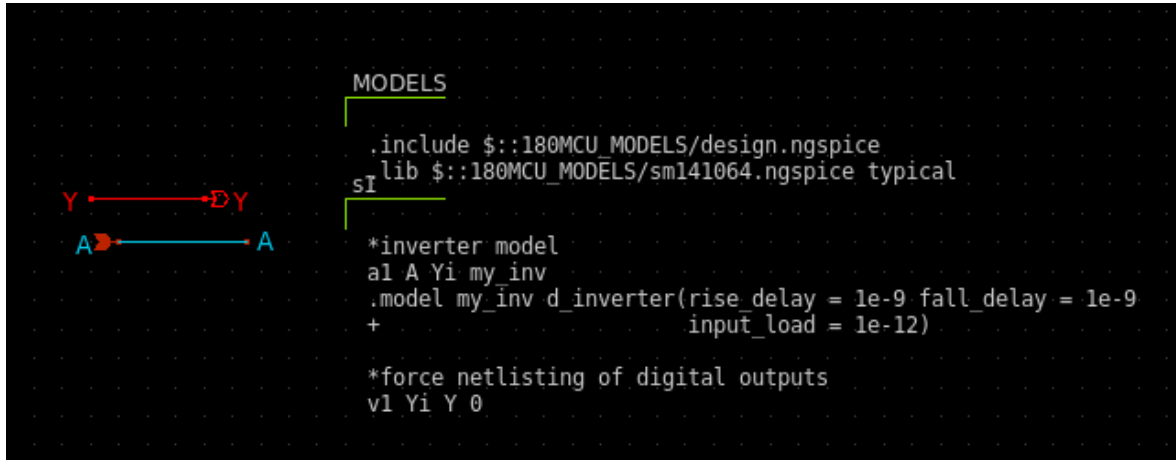 MODELS
.include $::180MCU_MODELS/design.ngspice
.lib $::180MCU_MODELS/sm141064.ngspice typical
s1
Y Y
A A
*inverter model
a1 A Yi my_inv
.model my_inv d_inverter(rise_delay = 1e-9 fall_delay = 1e-9
+ input_load = 1e-12)
*force netlisting of digital outputs
v1 Yi Y 0